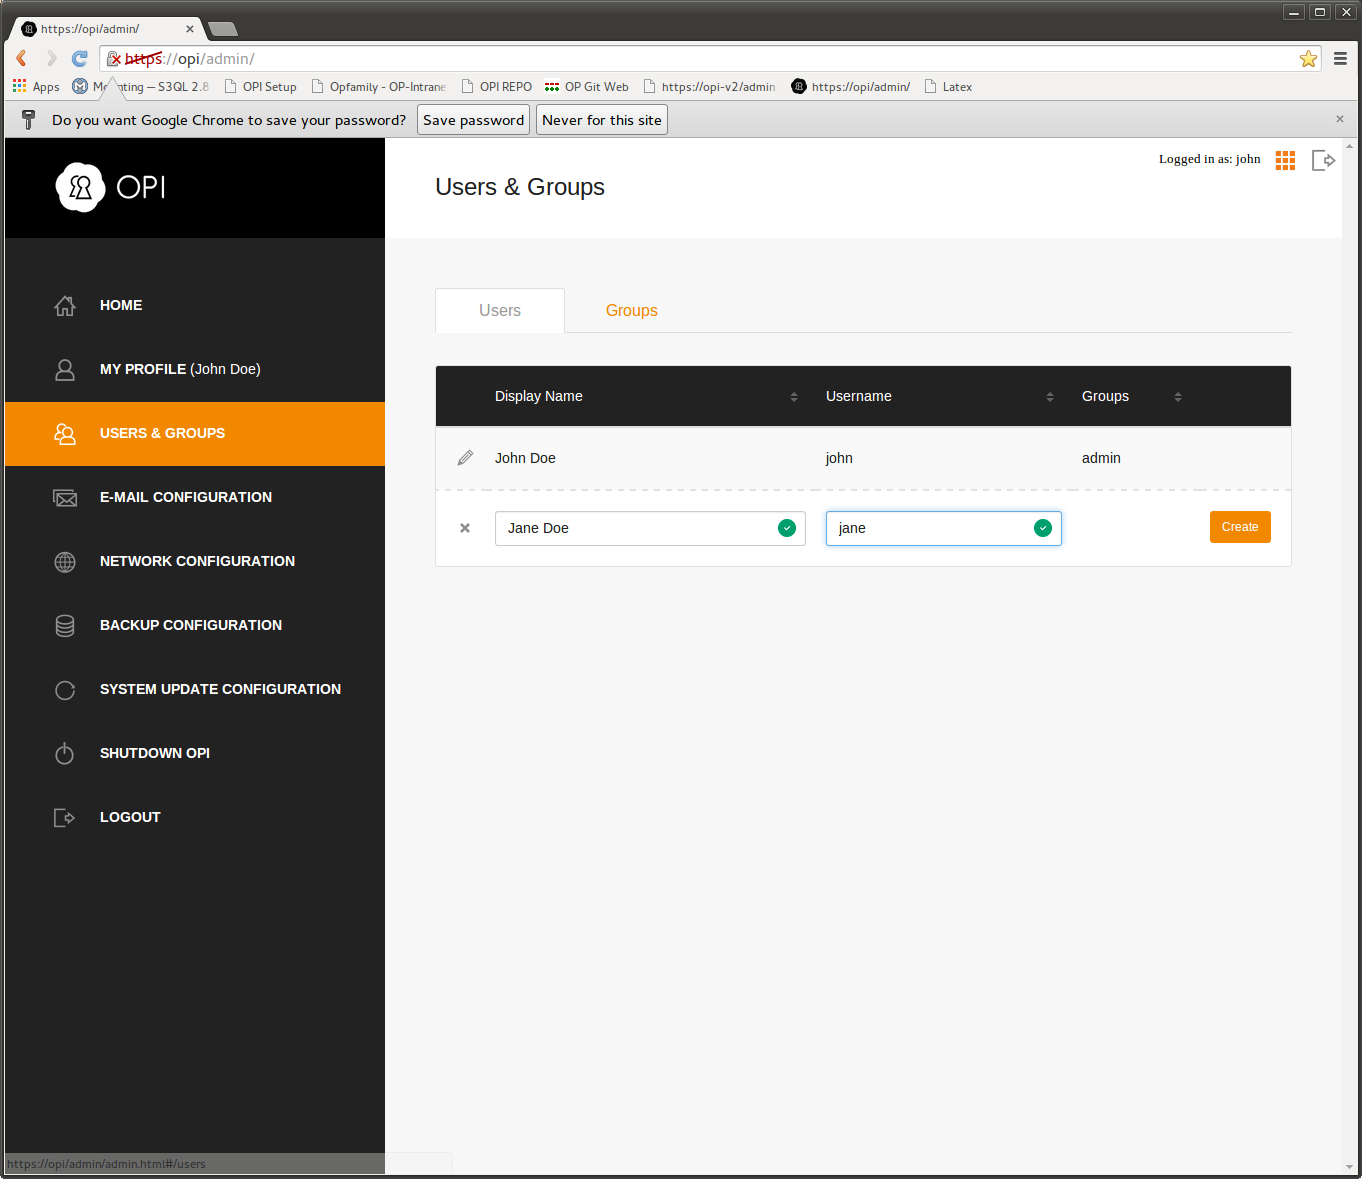 https://opi/admin/
https://opi/admin/
Apps
nting — S3QL 2.8
OPI Setup
Opfamily - OP-Intrane
OPI REPO
OP Git Web
https://opi-v2/admin
https://opi/admin/
Latex
Do you want Google Chrome to save your password?
Save password
Never for this site
OPI
Users & Groups
Logged in as: john
HOME
MY PROFILE (John Doe)
USERS & GROUPS
E-MAIL CONFIGURATION
NETWORK CONFIGURATION
BACKUP CONFIGURATION
SYSTEM UPDATE CONFIGURATION
SHUTDOWN OPI
LOGOUT
Users
Groups
Display Name
Username
Groups
John Doe
john
admin
Jane Doe
jane
Create
https://opi/admin/admin.html#/users